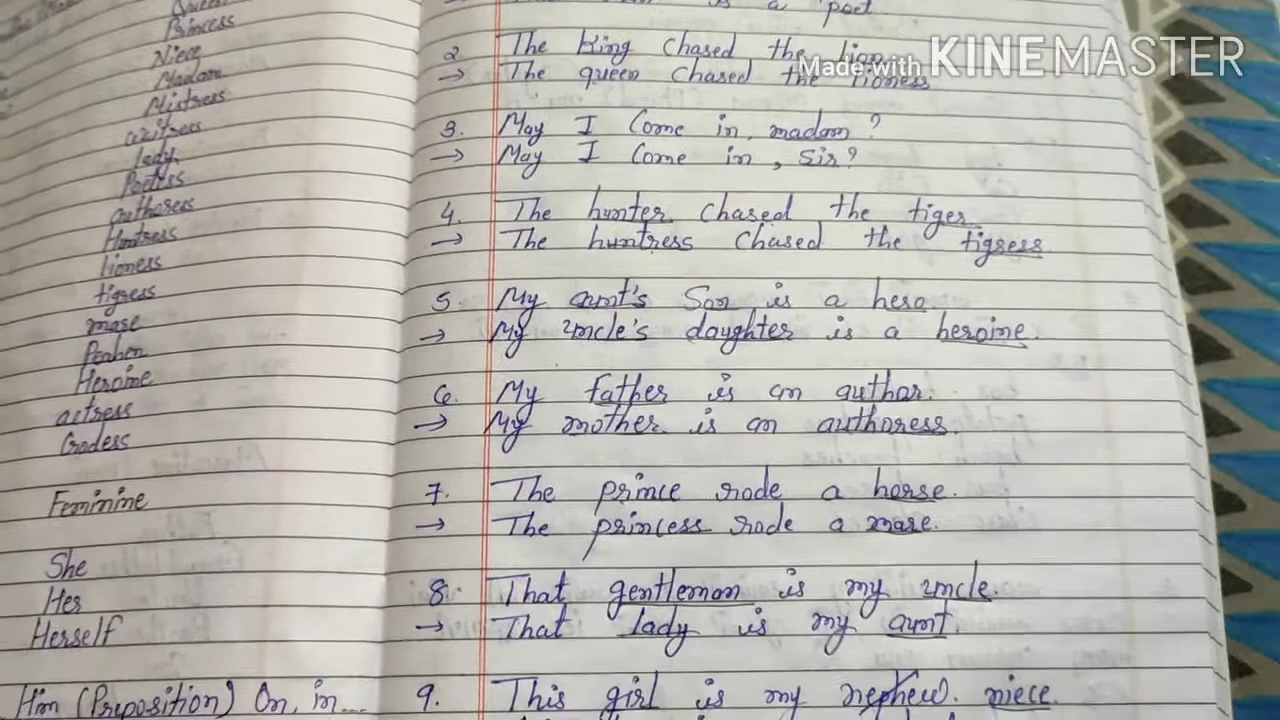 Queen
Princess
Niece
Madam
Mistress
Waitress
lady
Poetess
authoress
Huntress
lioness
tigress
mare
Peahen
Heroine
actress
Godess
Feminine
She
Her
Herself
Him (Preposition) On, in...
is a poet
2 The king chased the lion
→ The queen chased the lioness
3. May I Come in, madam?
→ May I Come in, Sir?
4. The hunter chased the tiger
→ The huntress chased the tigress.
5. My aunt's Son is a hero
→ My uncle's daughter is a heroine.
6. My father is an author.
→ My mother is an authoress.
7. The prince rode a horse.
→ The princess rode a mare.
8. That gentleman is my uncle.
→ That lady is my aunt.
9. This girl is my nephew. niece.
Made with KINEMASTER